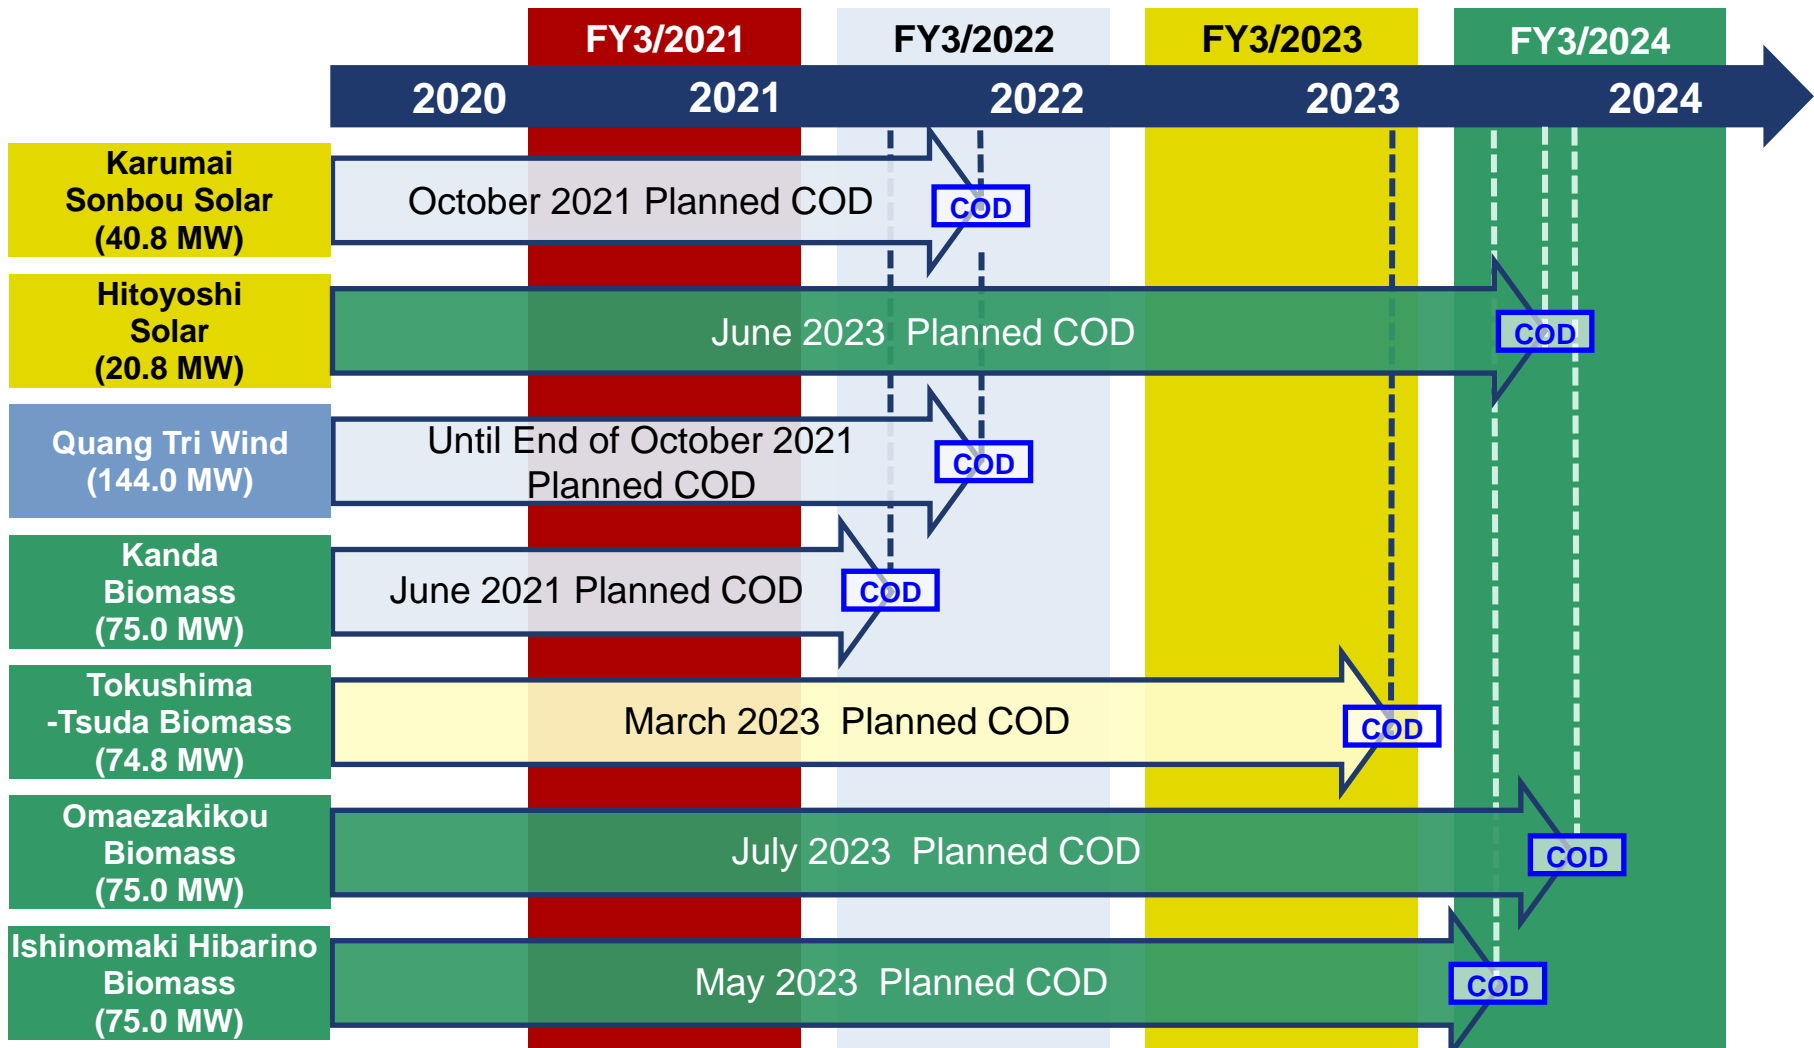 FY3/2021
FY3/2022
FY3/2023
FY3/2024
2020
2021
2022
2023
2024
Karumai
Sonbou Solar
(40.8 MW)
October 2021 Planned COD
COD
Hitoyoshi
Solar
(20.8 MW)
June 2023 Planned COD
COD
Quang Tri Wind
(144.0 MW)
Until End of October 2021
Planned COD
COD
Kanda
Biomass
(75.0 MW)
June 2021 Planned COD
COD
Tokushima
-Tsuda Biomass
(74.8 MW)
March 2023 Planned COD
COD
Omaezakikou
Biomass
(75.0 MW)
July 2023 Planned COD
COD
Ishinomaki Hibarino
Biomass
(75.0 MW)
May 2023 Planned COD
COD